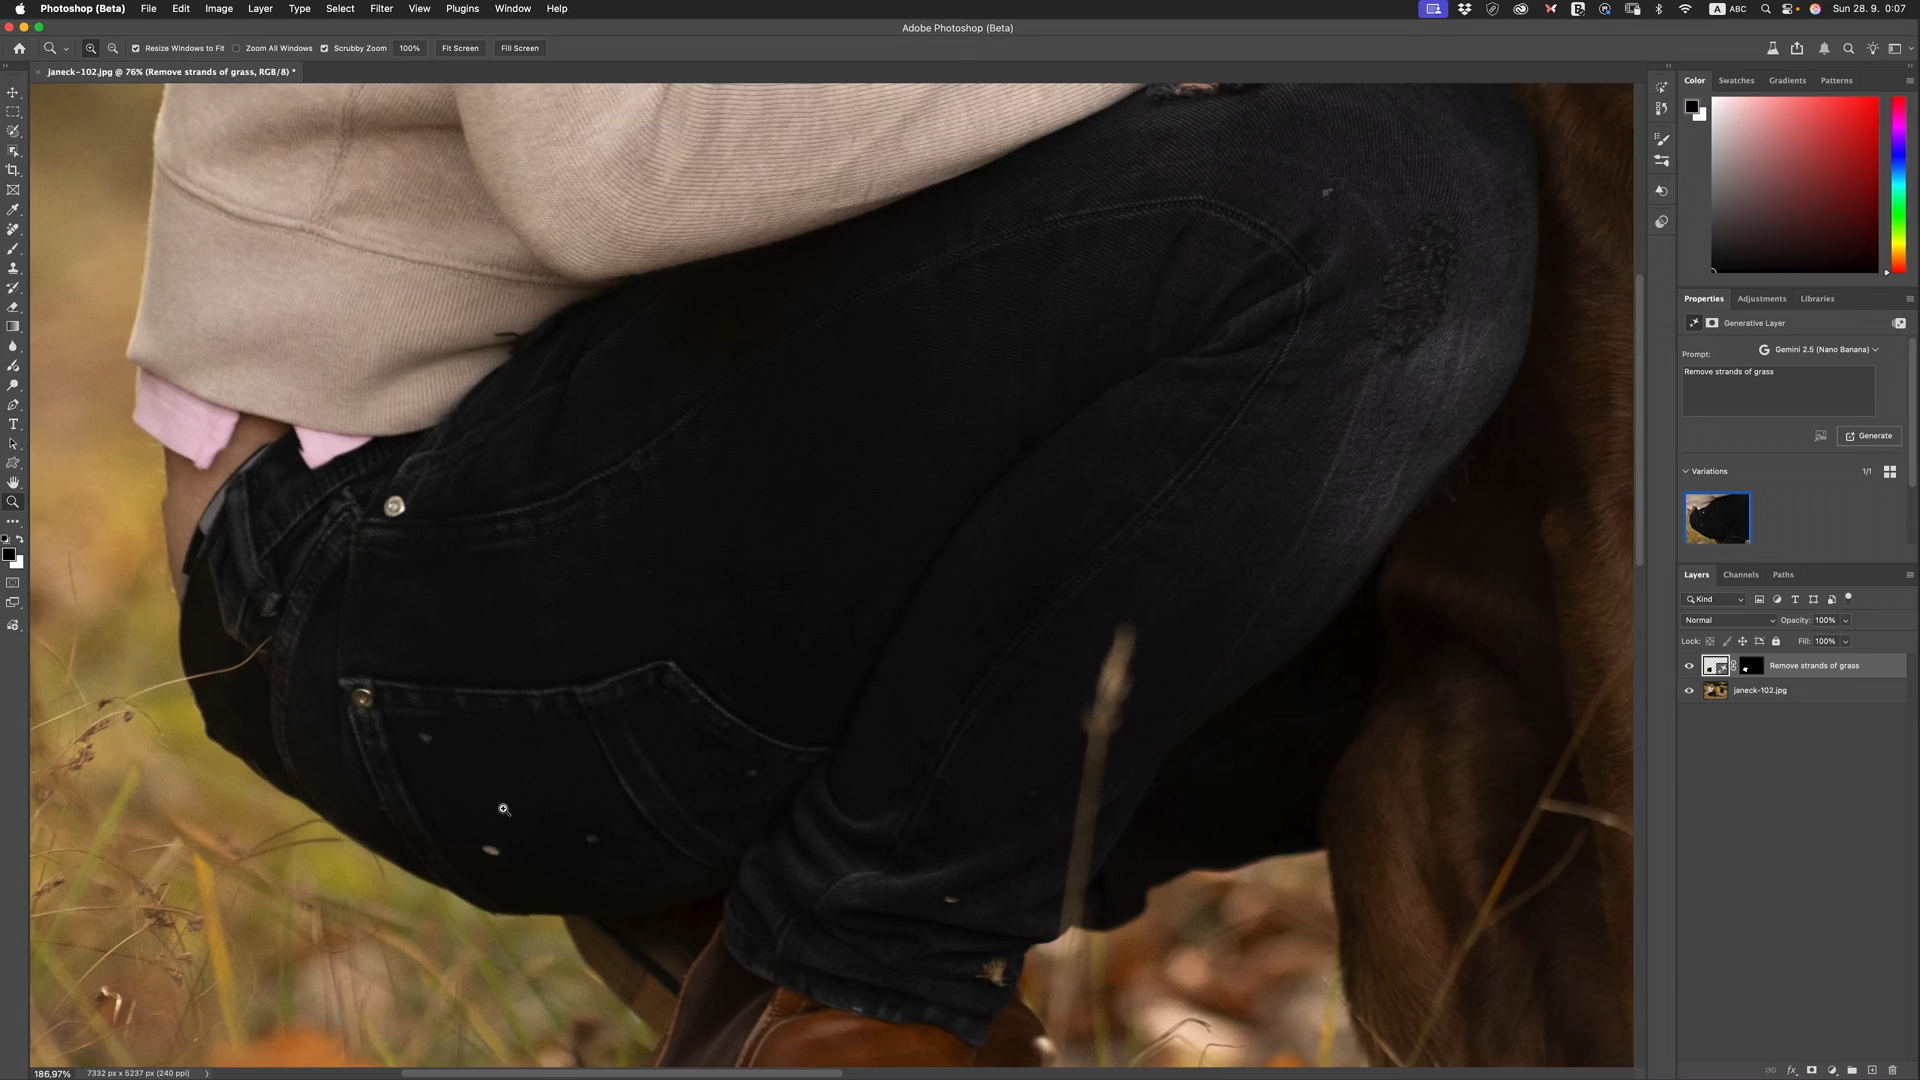 Photoshop (Beta) File Edit Image Layer Type Select Filter View Plugins Window Help
A ABC Sun 28. 9. 0:07
Adobe Photoshop (Beta)
Resize Windows to Fit Zoom All Windows Scrubby Zoom 100% Fit Screen Fill Screen
janeck-102.jpg @ 76% (Remove strands of grass, RGB/8) *
Color Swatches Gradients Patterns
Properties Adjustments Libraries
Generative Layer
Prompt: Gemini 2.5 (Nano Banana)
Remove strands of grass
Generate
Variations 1/1
Layers Channels Paths
Kind
Normal Opacity: 100%
Lock: Fill: 100%
Remove strands of grass
janeck-102.jpg
186,97% 7332 px x 5237 px (240 ppi)